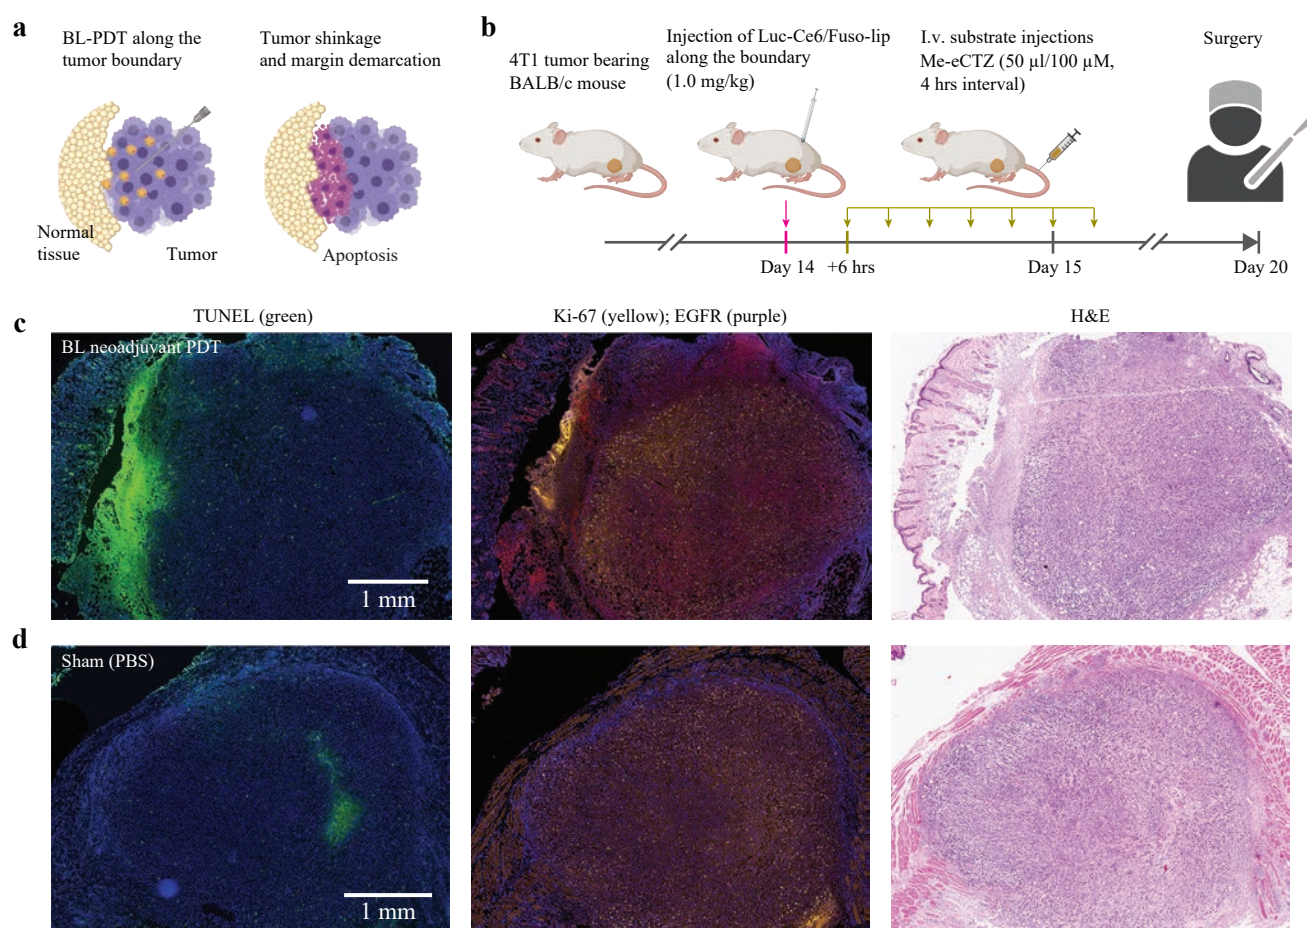 a
BL-PDT along the
tumor boundary
Tumor shinkage
and margin demarcation
Normal
tissue
Tumor
Apoptosis
b
4T1 tumor bearing
BALB/c mouse
Injection of Luc-Ce6/Fuso-lip
along the boundary
(1.0 mg/kg)
I.v. substrate injections
Me-eCTZ (50 µl/100 µM,
4 hrs interval)
Surgery
Day 14
+6 hrs
Day 15
Day 20
c
TUNEL (green)
Ki-67 (yellow); EGFR (purple)
H&E
BL neoadjuvant PDT
1 mm
d
Sham (PBS)
1 mm